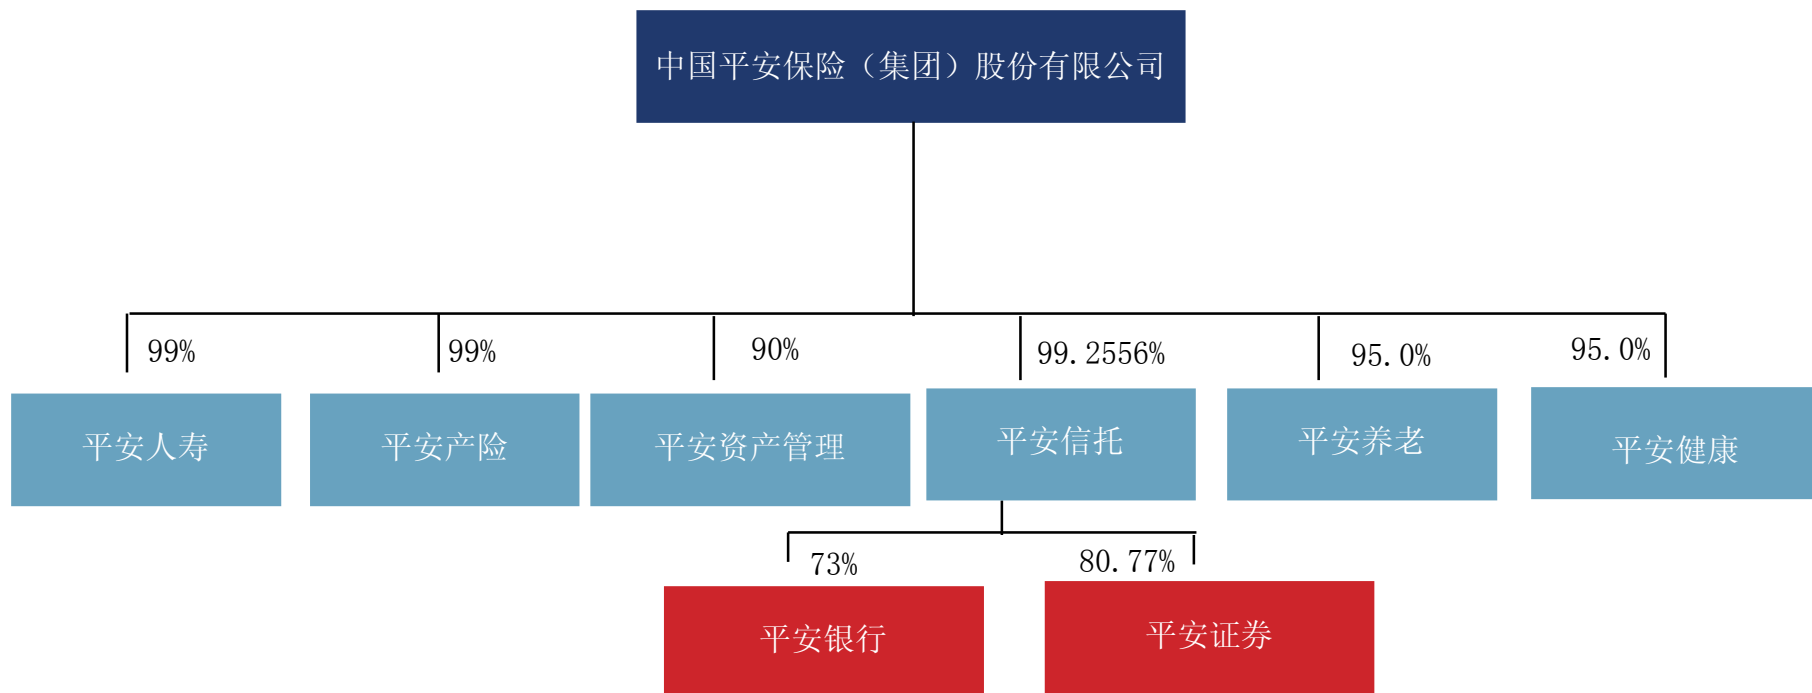 中国平安保险（集团）股份有限公司
99%
99%
90%
99.2556%
95.0%
95.0%
平安人寿
平安产险
平安资产管理
平安信托
平安养老
平安健康
73%
80.77%
平安银行
平安证券